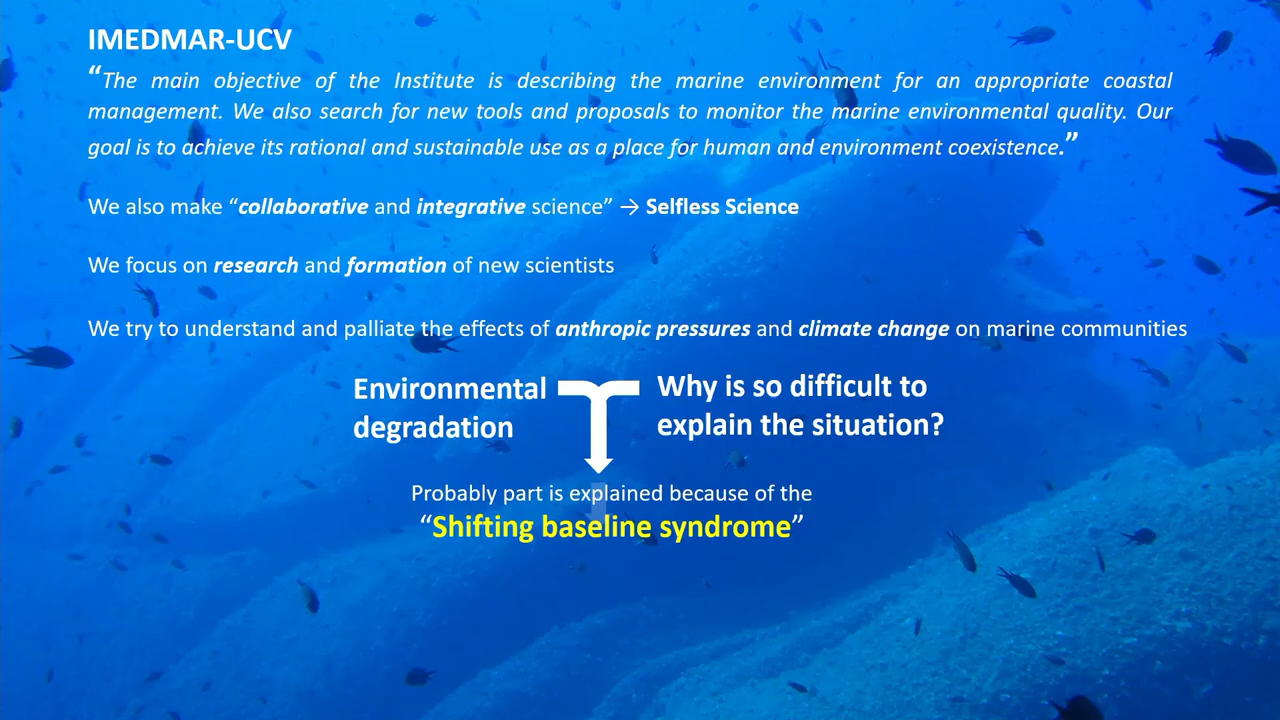 IMEDMAR-UCV
“The main objective of the Institute is describing the marine environment for an appropriate coastal
management. We also search for new tools and proposals to monitor the marine environmental quality. Our
goal is to achieve its rational and sustainable use as a place for human and environment coexistence.”
We also make “collaborative and integrative science” → Selfless Science
We focus on research and formation of new scientists
We try to understand and palliate the effects of anthropic pressures and climate change on marine communities
Environmental
degradation
Why is so difficult to
explain the situation?
Probably part is explained because of the
“Shifting baseline syndrome”